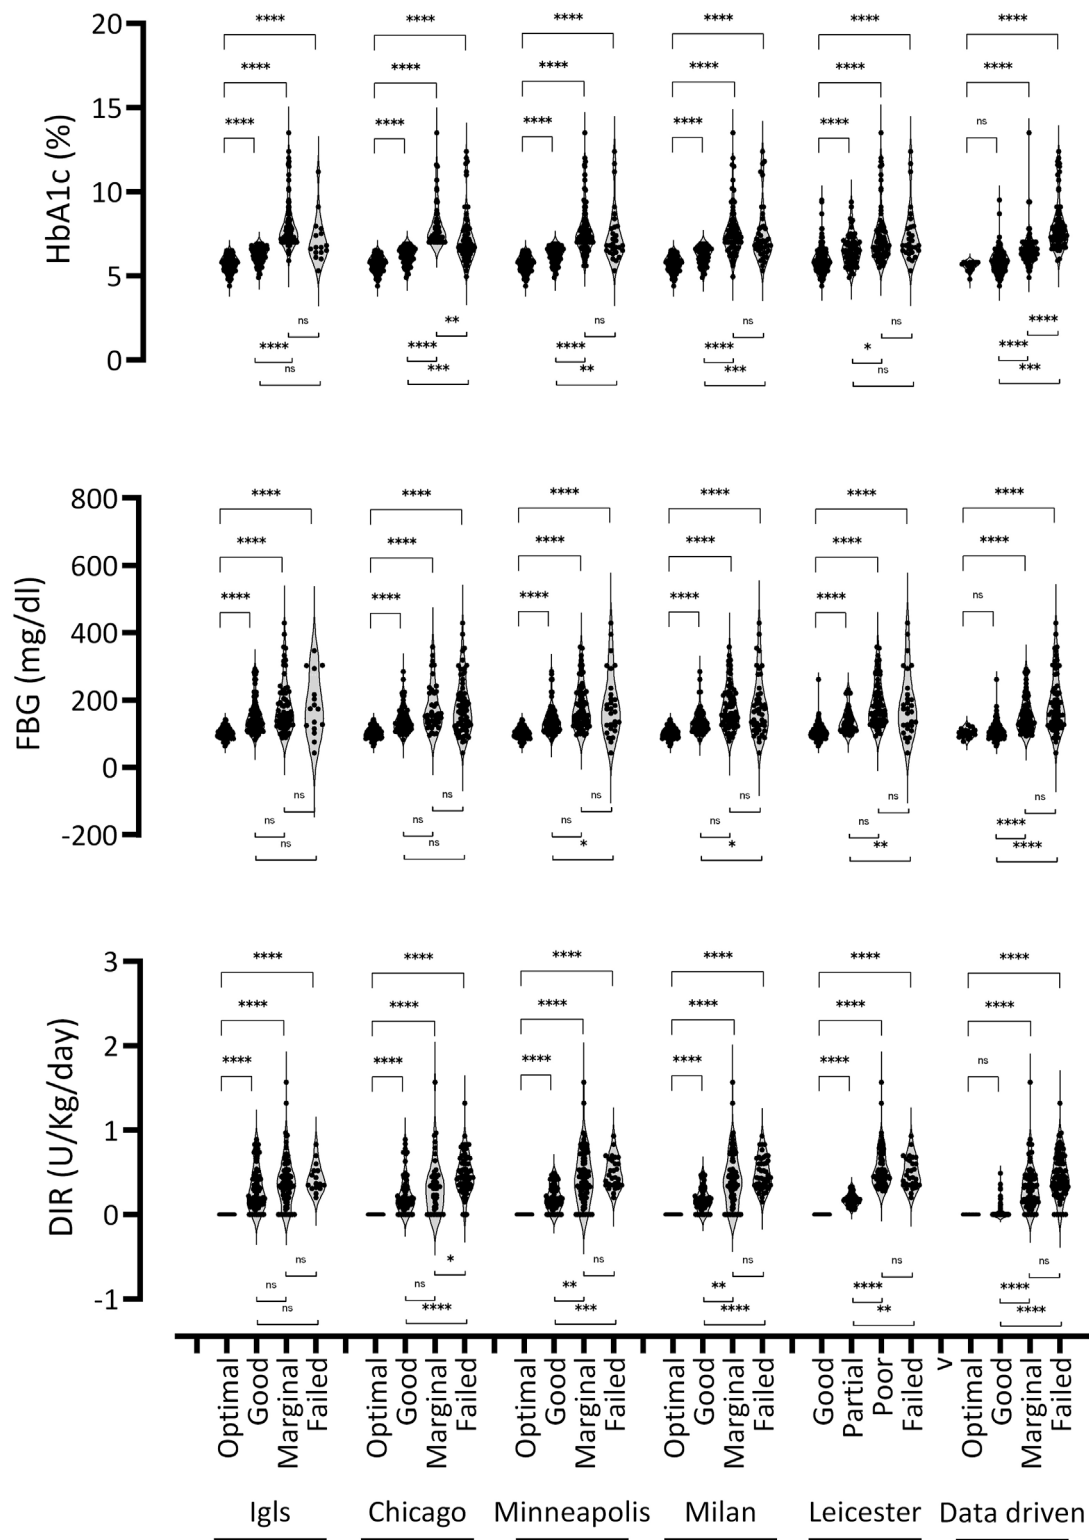 HbA1c (%)
20
15
10
5
0
**** **** **** **** **** ****
**** **** **** **** **** ****
**** **** **** **** **** ns
ns ** ns ns ns ****
**** **** **** **** * ****
ns *** ** *** ns ***
FBG (mg/dl)
800
600
400
200
0
-200
**** **** **** **** **** ****
**** **** **** **** **** ****
**** **** **** **** **** ns
ns ns ns ns ns ns
ns ns ns ns ns ****
ns ns * * ** ****
DIR (U/Kg/day)
3
2
1
0
-1
**** **** **** **** **** ****
**** **** **** **** **** ****
**** **** **** **** **** ns
ns * ns ns ns ns
ns ns ** ** **** ****
ns **** *** **** ** ****
Optimal Good Marginal Failed Optimal Good Marginal Failed Optimal Good Marginal Failed Optimal Good Marginal Failed Good Partial Poor Failed v Optimal Good Marginal Failed
Igls Chicago Minneapolis Milan Leicester Data driven